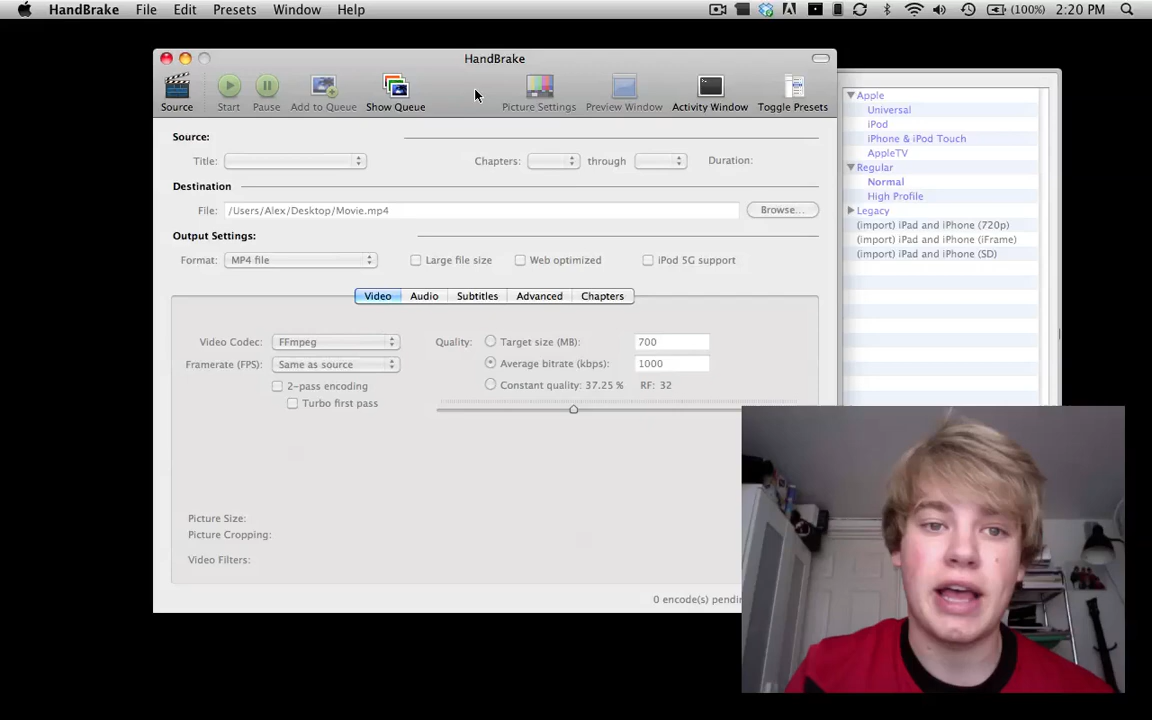 HandBrake File Edit Presets Window Help (100%) 2:20 PM
HandBrake
Source Start Pause Add to Queue Show Queue Picture Settings Preview Window Activity Window Toggle Presets
Source:
Title: Chapters: through Duration:
Destination
File: /Users/Alex/Desktop/Movie.mp4 Browse...
Output Settings:
Format: MP4 file Large file size Web optimized iPod 5G support
Video Audio Subtitles Advanced Chapters
Video Codec: FFmpeg Quality: Target size (MB): 700
Framerate (FPS): Same as source Average bitrate (kbps): 1000
2-pass encoding Constant quality: 37.25 % RF: 32
Turbo first pass
Picture Size:
Picture Cropping:
Video Filters:
0 encode(s) pendin
Apple
Universal
iPod
iPhone & iPod Touch
AppleTV
Regular
Normal
High Profile
Legacy
(import) iPad and iPhone (720p)
(import) iPad and iPhone (iFrame)
(import) iPad and iPhone (SD)